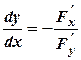 dy/dx = -F'x/F'y